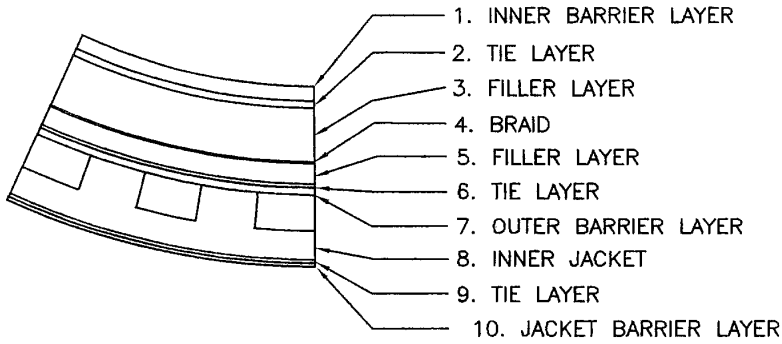 1. INNER BARRIER LAYER
2. TIE LAYER
3. FILLER LAYER
4. BRAID
5. FILLER LAYER
6. TIE LAYER
7. OUTER BARRIER LAYER
8. INNER JACKET
9. TIE LAYER
10. JACKET BARRIER LAYER